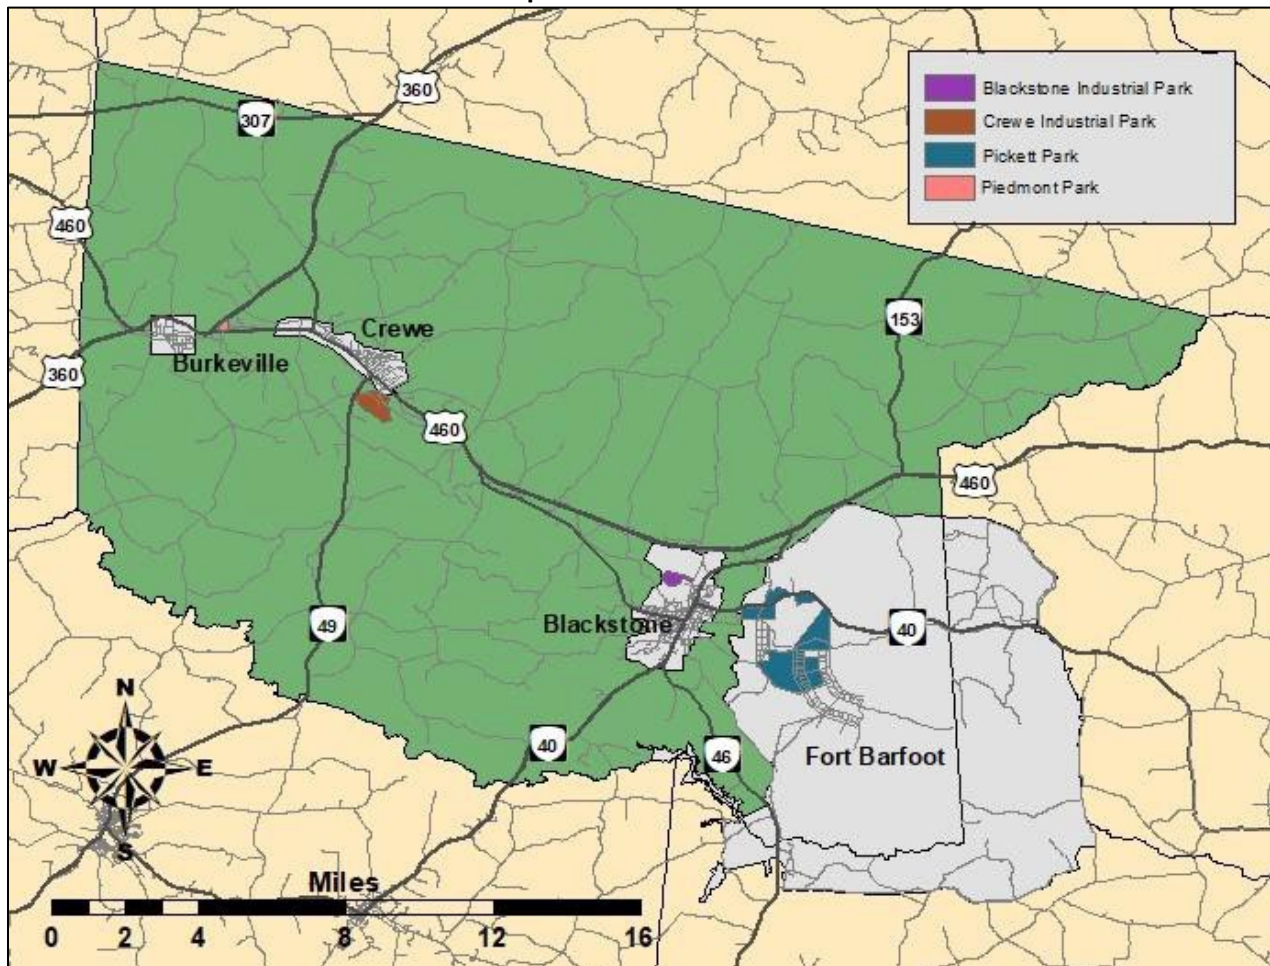 360
307
460
360
Blackstone Industrial Park
Crewe Industrial Park
Pickett Park
Piedmont Park
153
Crewe
Burkeville
460
460
Blackstone
49
40
40
46
Fort Barfoot
N
W E
S
Miles
0 2 4 8 12 16